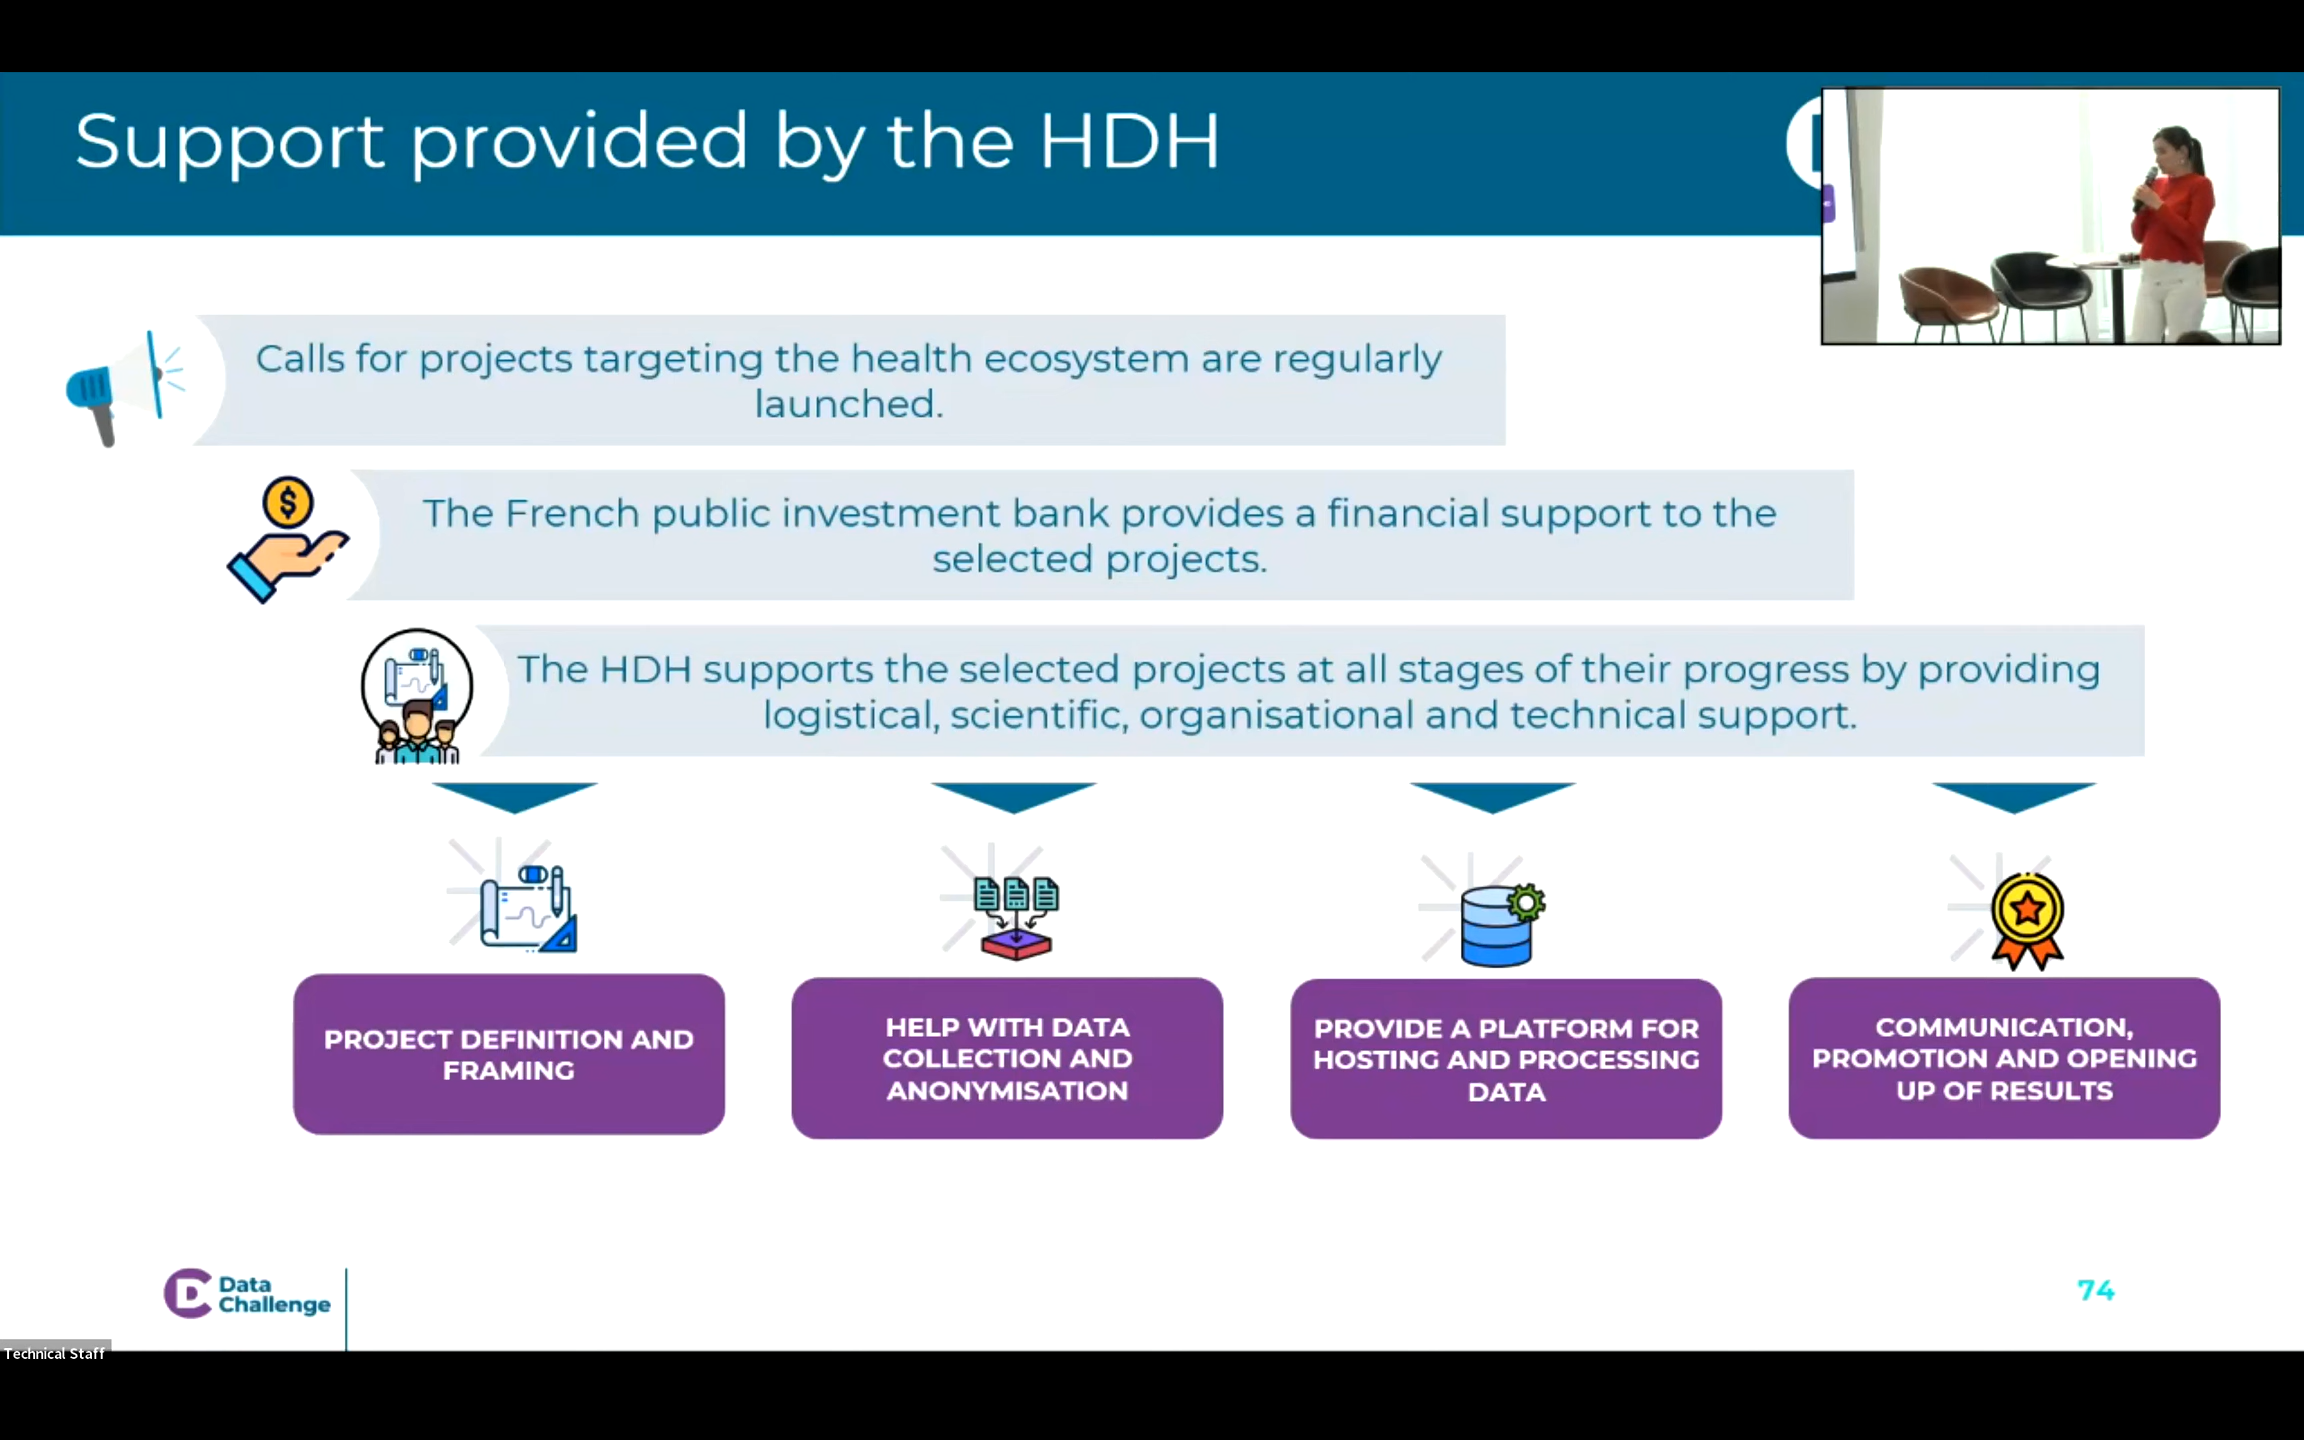 Support provided by the HDH
Calls for projects targeting the health ecosystem are regularly
launched.
The French public investment bank provides a financial support to the
selected projects.
The HDH supports the selected projects at all stages of their progress by providing
logistical, scientific, organisational and technical support.
PROJECT DEFINITION AND
FRAMING
HELP WITH DATA
COLLECTION AND
ANONYMISATION
PROVIDE A PLATFORM FOR
HOSTING AND PROCESSING
DATA
COMMUNICATION,
PROMOTION AND OPENING
UP OF RESULTS
Data
Challenge
74
Technical Staff